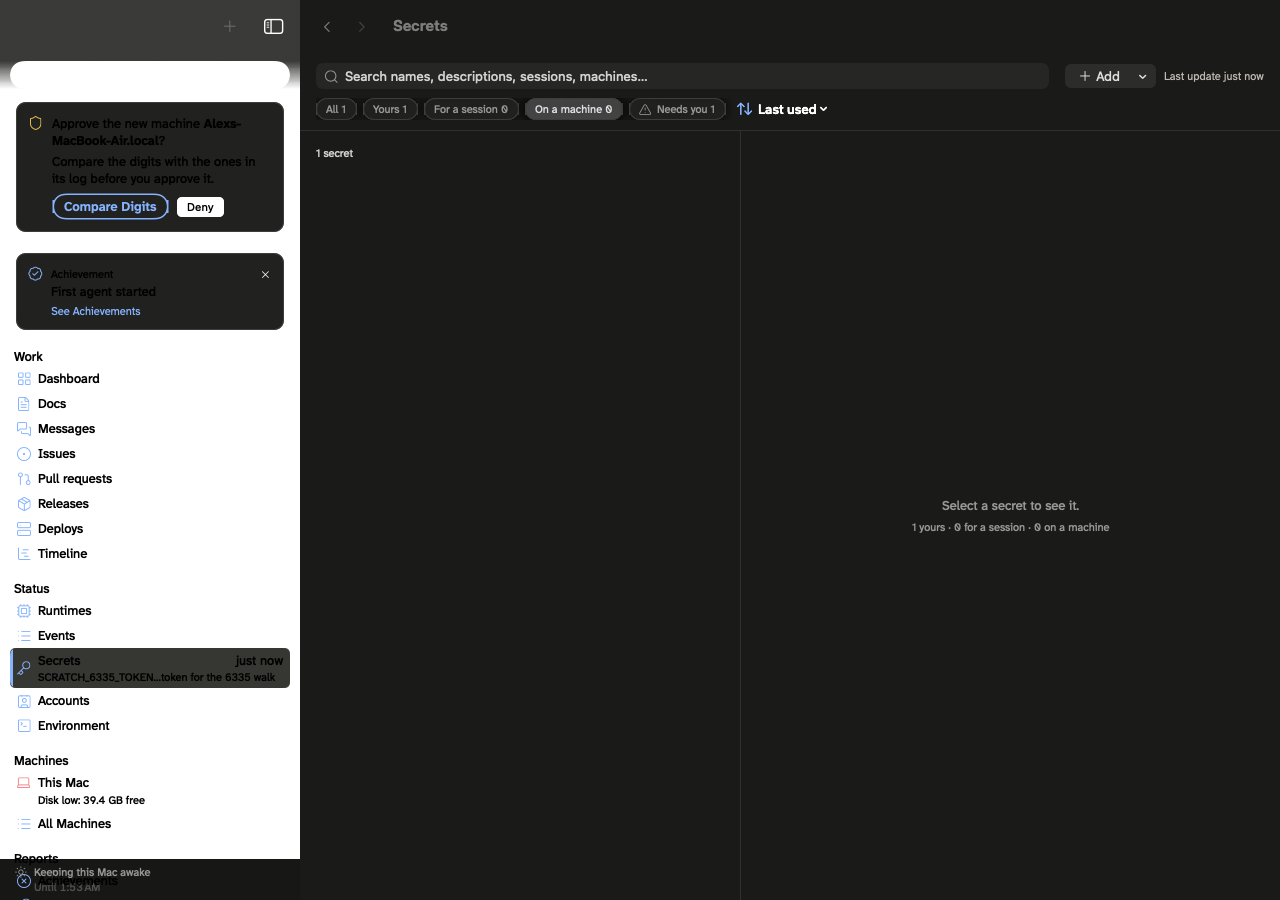 Secrets
Search names, descriptions, sessions, machines...
Add
Last update just now
All 1
Yours 1
For a session 0
On a machine 0
Needs you 1
Last used
Approve the new machine Alexs-
MacBook-Air.local?
Compare the digits with the ones in
its log before you approve it.
Compare Digits
Deny
Achievement
First agent started
See Achievements
Work
Dashboard
Docs
Messages
Issues
Pull requests
Releases
Deploys
Timeline
Status
Runtimes
Events
Secrets
just now
SCRATCH_6335_TOKEN...token for the 6335 walk
Accounts
Environment
Machines
This Mac
Disk low: 39.4 GB free
All Machines
Reports
Keeping this Mac awake
Achievements
Until 1:53 AM
1 secret
Select a secret to see it.
1 yours · 0 for a session · 0 on a machine